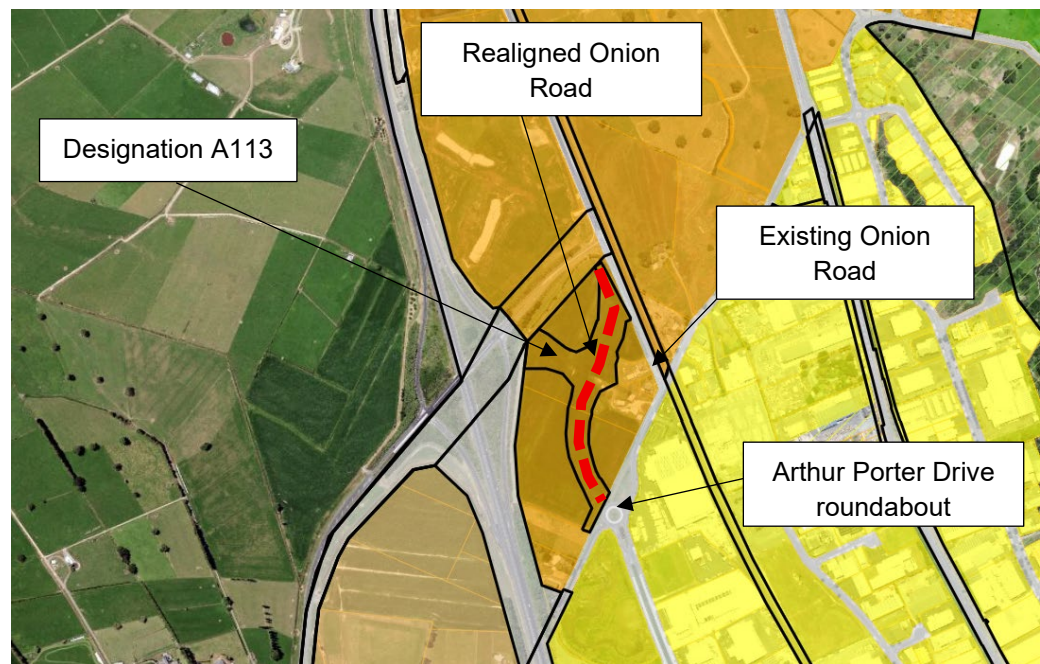 Realigned Onion
Road
Designation A113
Existing Onion
Road
Arthur Porter Drive
roundabout